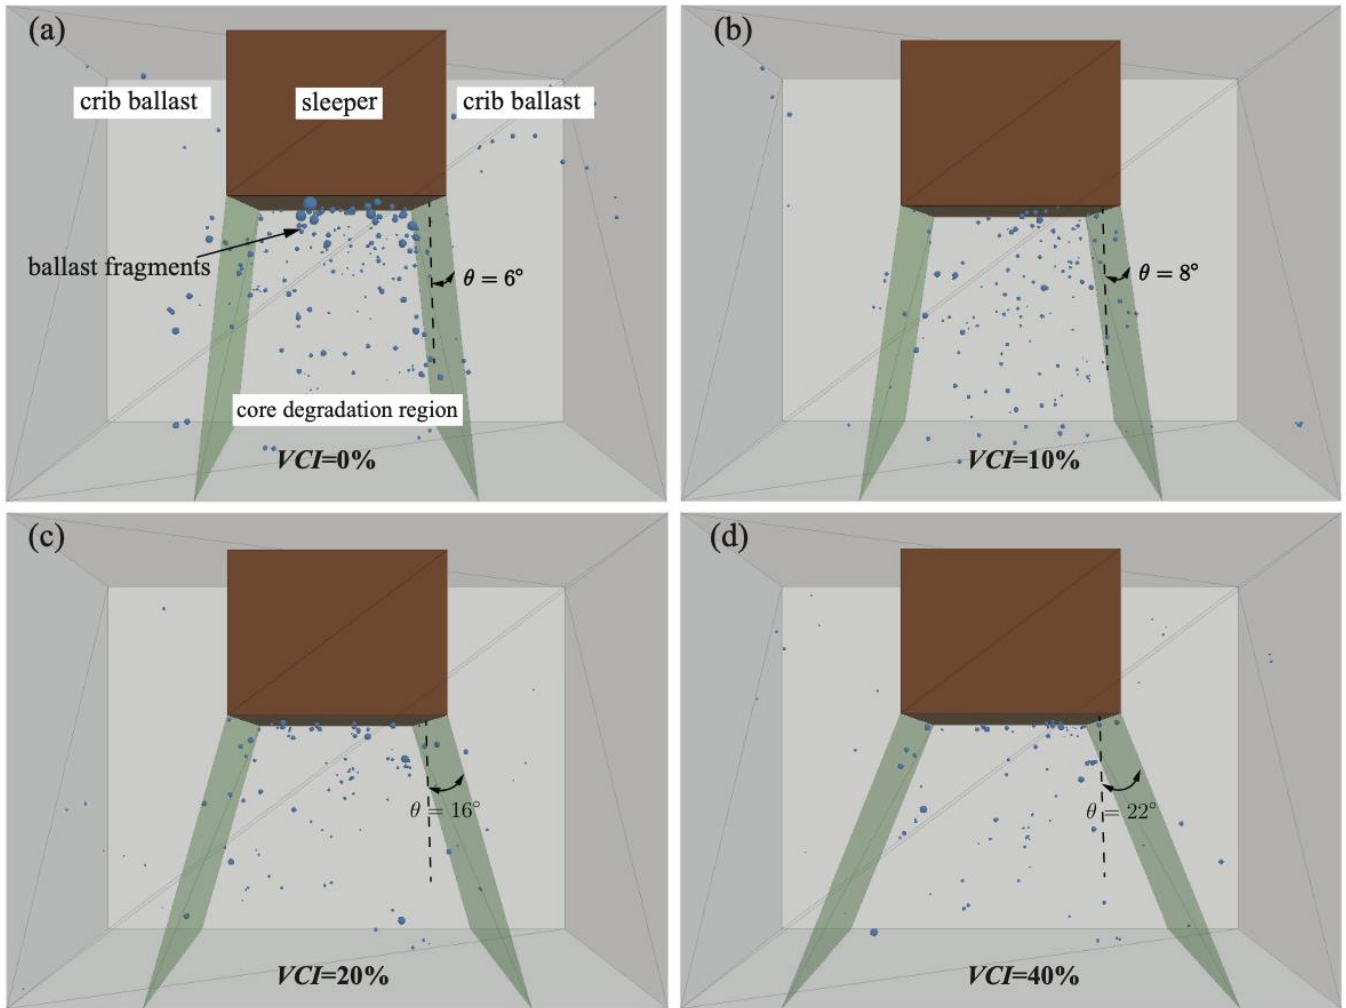 (a)
crib ballast
sleeper
crib ballast
ballast fragments
θ = 6°
core degradation region
VCI=0%
(b)
θ = 8°
VCI=10%
(c)
θ = 16°
VCI=20%
(d)
θ = 22°
VCI=40%